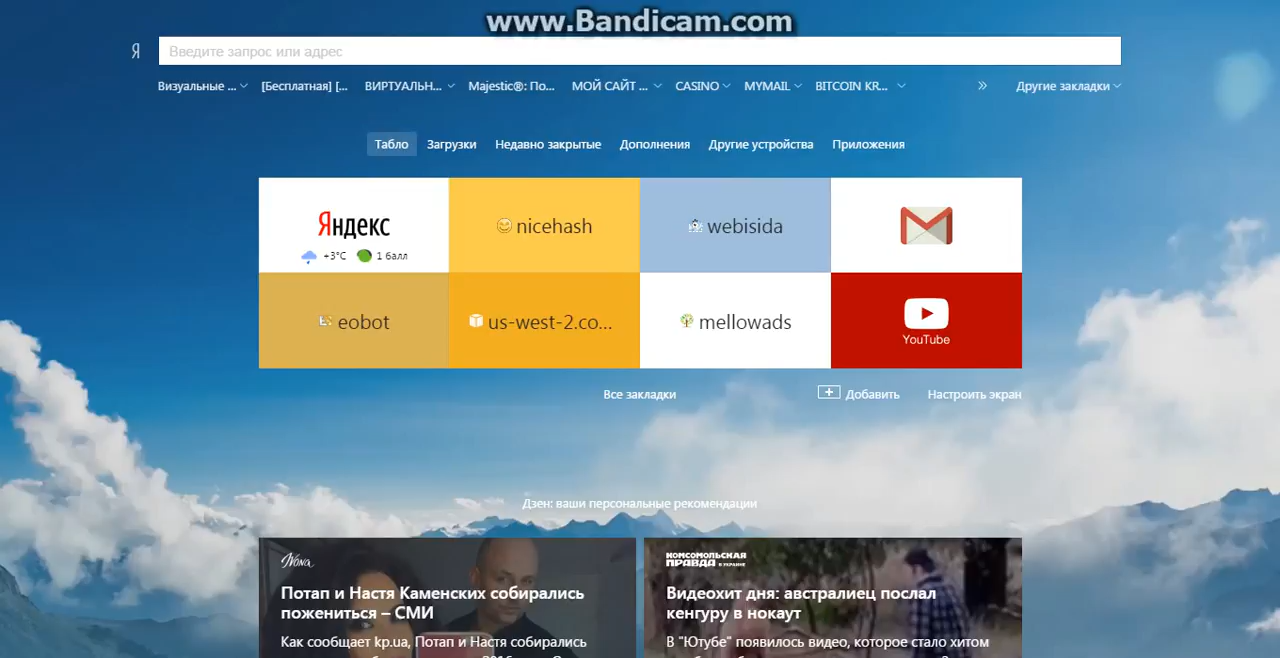 www.Bandicam.com
Я Введите запрос или адрес
Визуальные ... [Бесплатная] [... ВИРТУАЛЬН... Majestic®: По... МОЙ САЙТ ... CASINO MYMAIL BITCOIN KR... » Другие закладки
Табло Загрузки Недавно закрытые Дополнения Другие устройства Приложения
Яндекс
+3°C 1 балл
nicehash
webisida
eobot
us-west-2.co...
mellowads
YouTube
Все закладки Добавить Настроить экран
Дзен: ваши персональные рекомендации
Nona
Потап и Настя Каменских собирались
пожениться – СМИ
Как сообщает kp.ua, Потап и Настя собирались
КОМСОМОЛЬСКАЯ
ПРАВДА В УКРАИНЕ
Видеохит дня: австралиец послал
кенгуру в нокаут
В "Ютубе" появилось видео, которое стало хитом